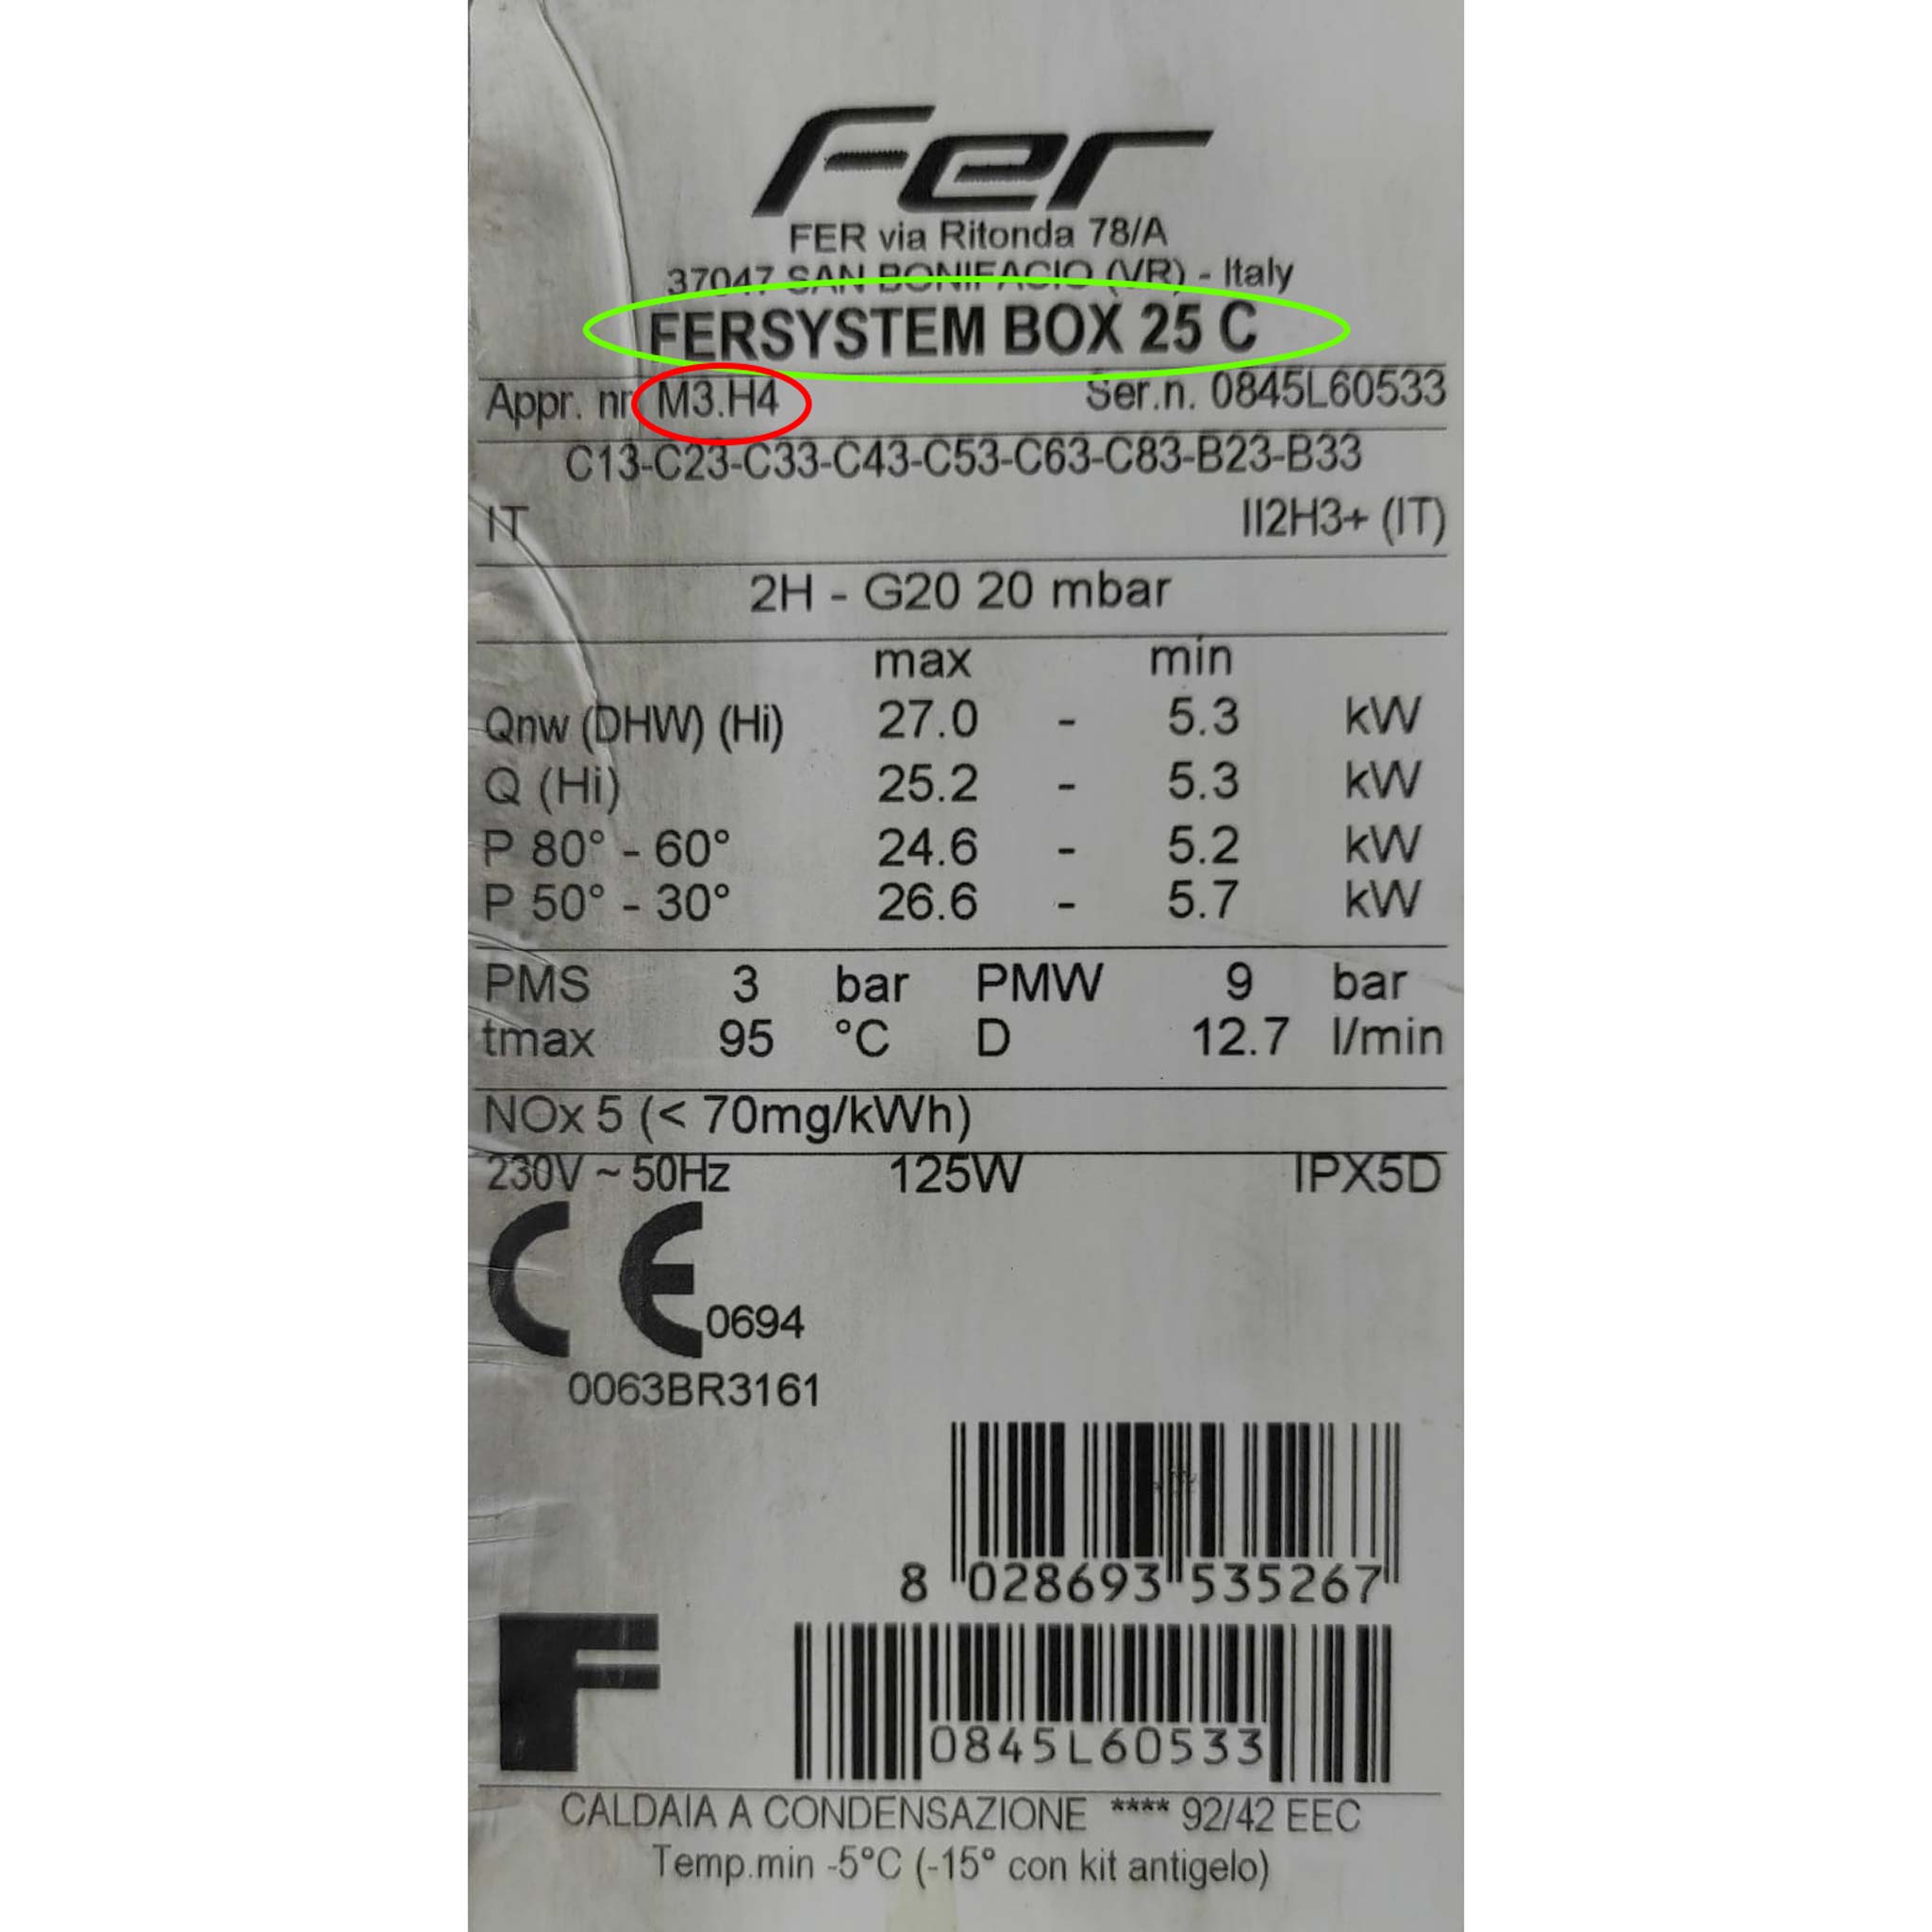 Fer
FER via Ritonda 78/A
37047 SAN BONIFACIO (VR) - Italy
FERSYSTEM BOX 25 C
Appr. nr. M3.H4 Ser.n. 0845L60533
C13-C23-C33-C43-C53-C63-C83-B23-B33
IT II2H3+ (IT)
2H - G20 20 mbar
max min
Qnw (DHW) (Hi) 27.0 - 5.3 kW
Q (Hi) 25.2 - 5.3 kW
P 80° - 60° 24.6 - 5.2 kW
P 50° - 30° 26.6 - 5.7 kW
PMS 3 bar PMW 9 bar
tmax 95 °C D 12.7 l/min
NOx 5 (< 70mg/kWh)
230V ~ 50Hz 125W IPX5D
CE 0694
0063BR3161
8 028693 535267
F
0845L60533
CALDAIA A CONDENSAZIONE **** 92/42 EEC
Temp.min -5°C (-15° con kit antigelo)